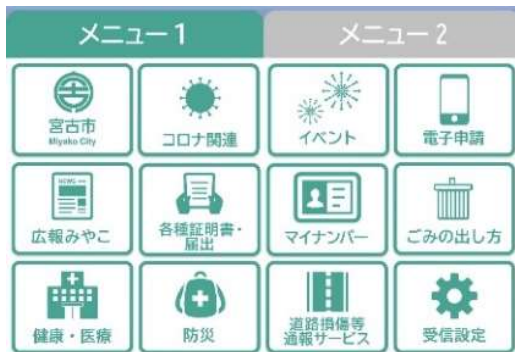 メニュー1
メニュー2
宮古市
Miyako City
コロナ関連
イベント
電子申請
NEWS
広報みやこ
各種証明書・
届出
マイナンバー
ごみの出し方
健康・医療
防災
道路損傷等
通報サービス
受信設定